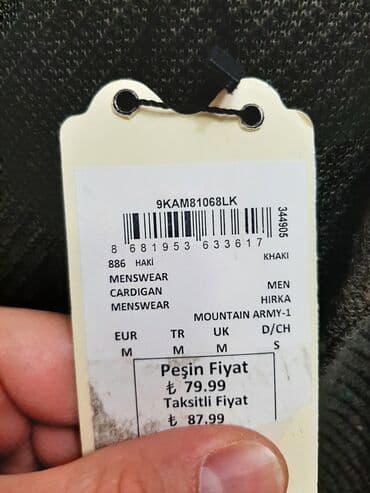 9KAM81068LK
344905
8 681953 633617
886 HAKİ KHAKI
MENSWEAR
CARDIGAN MEN
MENSWEAR HIRKA
MOUNTAIN ARMY-1
EUR TR UK D/CH
M M M S
Peşin Fiyat
₺ 79.99
Taksitli Fiyat
₺ 87.99